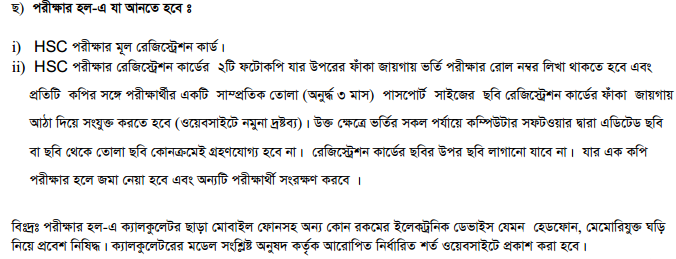 ছ) পরীক্ষার হল-এ যা আনতে হবে ঃ
i) HSC পরীক্ষার মূল রেজিস্ট্রেশন কার্ড।
ii) HSC পরীক্ষার রেজিস্ট্রেশন কার্ডের ২টি ফটোকপি যার উপরের ফাঁকা জায়গায় ভর্তি পরীক্ষার রোল নম্বর লিখা থাকতে হবে এবং
প্রতিটি কপির সঙ্গে পরীক্ষার্থীর একটি সাম্প্রতিক তোলা (অনুর্দ্ধ ৩ মাস) পাসপোর্ট সাইজের ছবি রেজিস্ট্রেশন কার্ডের ফাঁকা জায়গায়
আঠা দিয়ে সংযুক্ত করতে হবে (ওয়েবসাইটে নমুনা দ্রষ্টব্য)। উক্ত ক্ষেত্রে ভর্তির সকল পর্যায়ে কম্পিউটার সফটওয়ার দ্বারা এডিটেড ছবি
বা ছবি থেকে তোলা ছবি কোনক্রমেই গ্রহণযোগ্য হবে না। রেজিস্ট্রেশন কার্ডের ছবির উপর ছবি লাগানো যাবে না। যার এক কপি
পরীক্ষার হলে জমা নেয়া হবে এবং অন্যটি পরীক্ষার্থী সংরক্ষণ করবে ।
বিঃদ্রঃ পরীক্ষার হল-এ ক্যালকুলেটর ছাড়া মোবাইল ফোনসহ অন্য কোন রকমের ইলেকট্রনিক ডেভাইস যেমন হেডফোন, মেমোরিযুক্ত ঘড়ি
নিয়ে প্রবেশ নিষিদ্ধ। ক্যালকুলেটরের মডেল সংশ্লিষ্ট অনুষদ কর্তৃক আরোপিত নির্ধারিত শর্ত ওয়েবসাইটে প্রকাশ করা হবে।